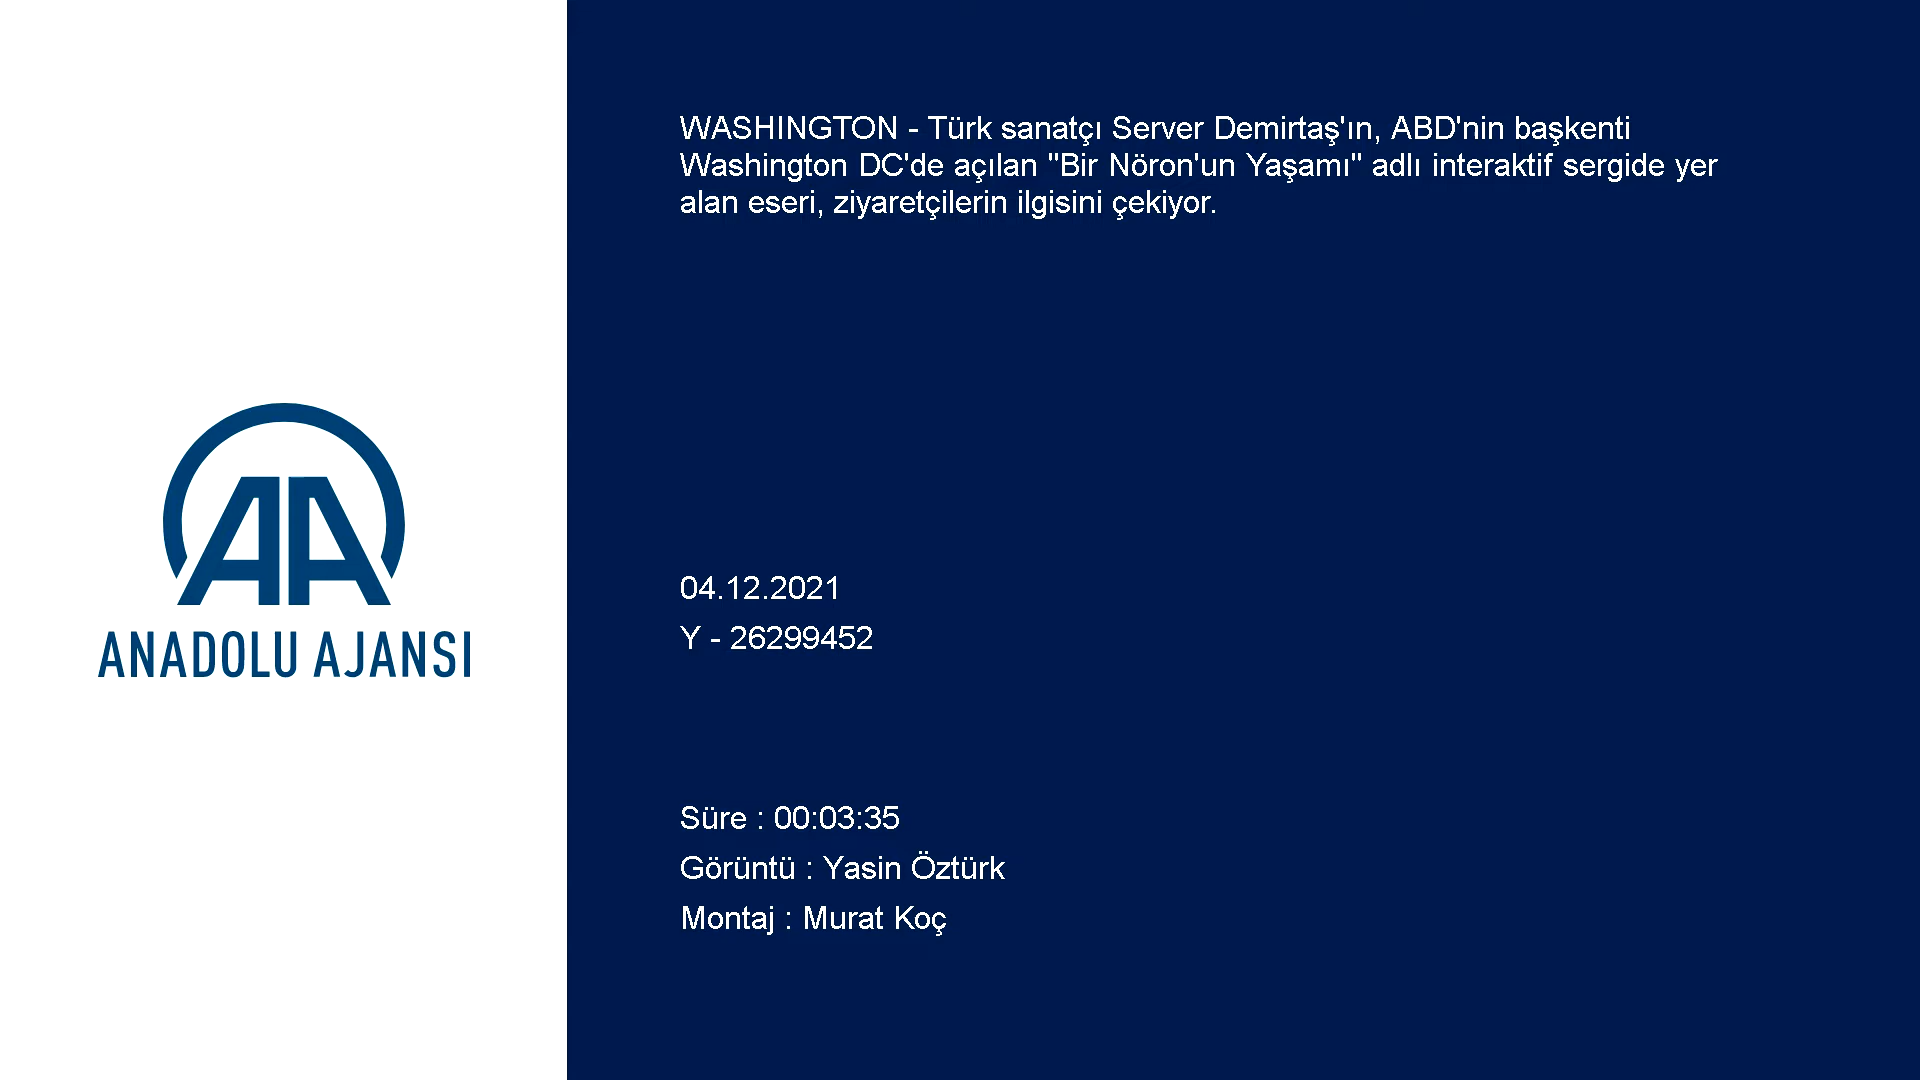 WASHINGTON - Türk sanatçı Server Demirtaş'ın, ABD'nin başkenti
Washington DC'de açılan "Bir Nöron'un Yaşamı" adlı interaktif sergide yer
alan eseri, ziyaretçilerin ilgisini çekiyor.
AA
ANADOLU AJANSI
04.12.2021
Y - 26299452
Süre : 00:03:35
Görüntü : Yasin Öztürk
Montaj : Murat Koç